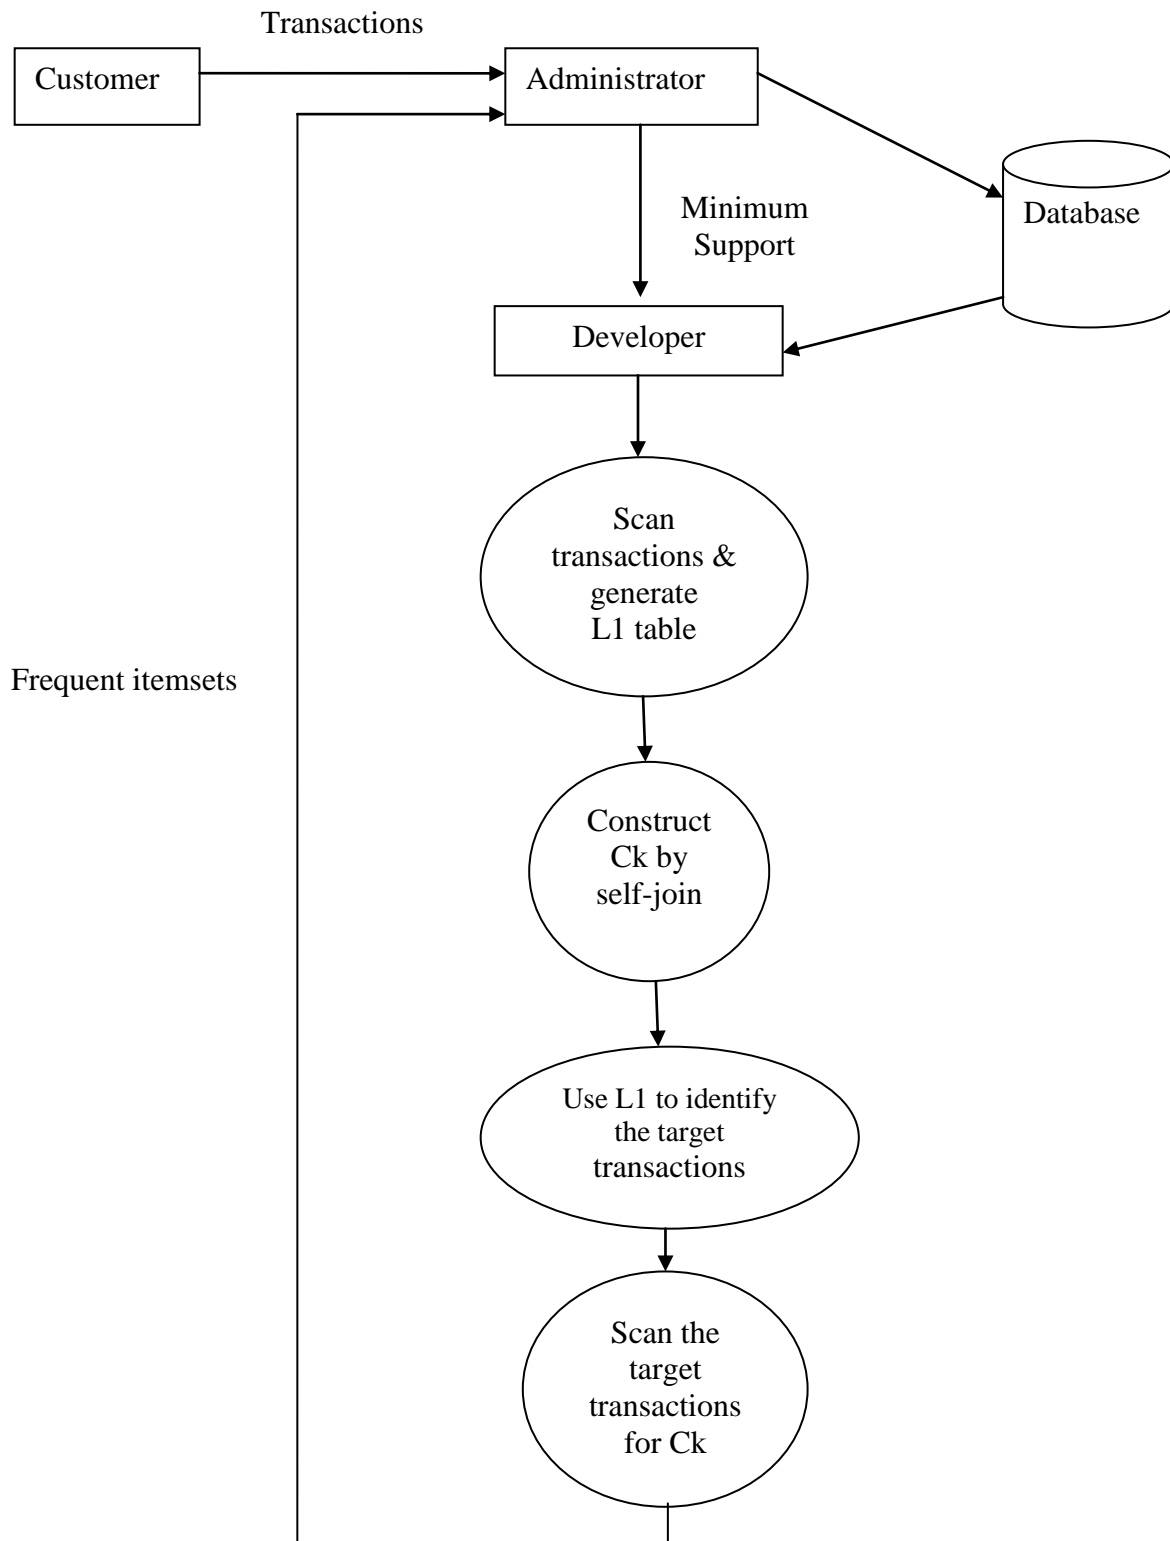 Transactions
Customer
Administrator
Minimum
Support
Database
Developer
Scan
transactions &
generate
L1 table
Frequent itemsets
Construct
Ck by
self-join
Use L1 to identify
the target
transactions
Scan the
target
transactions
for Ck